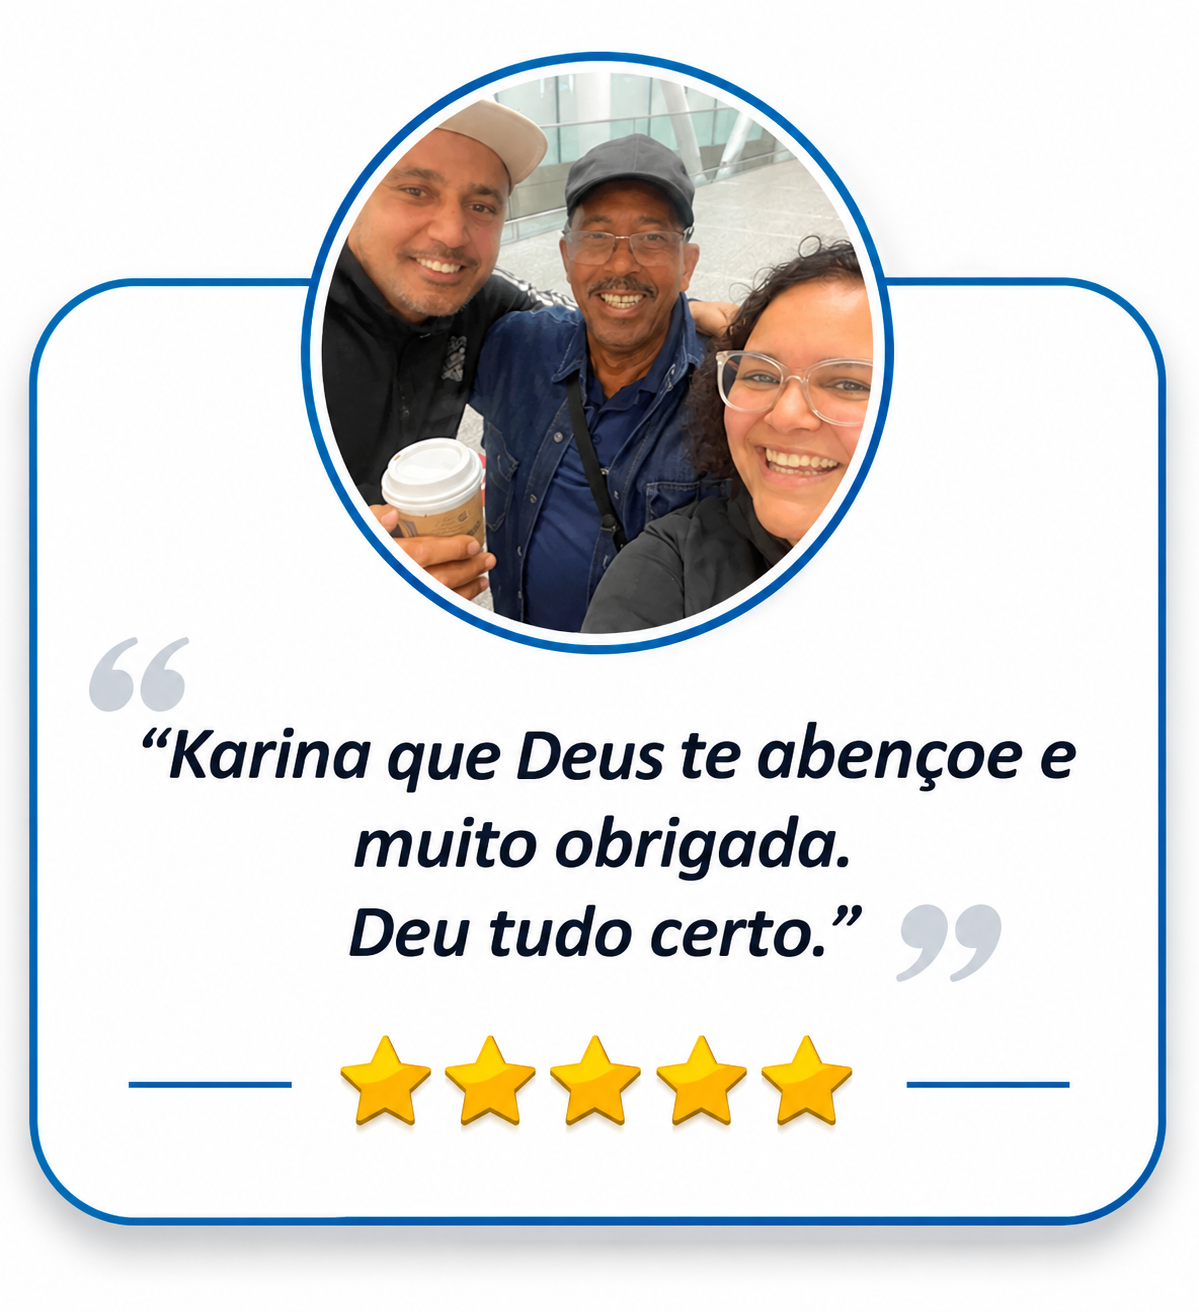 “Karina que Deus te abençoe e
muito obrigada.
Deu tudo certo.”